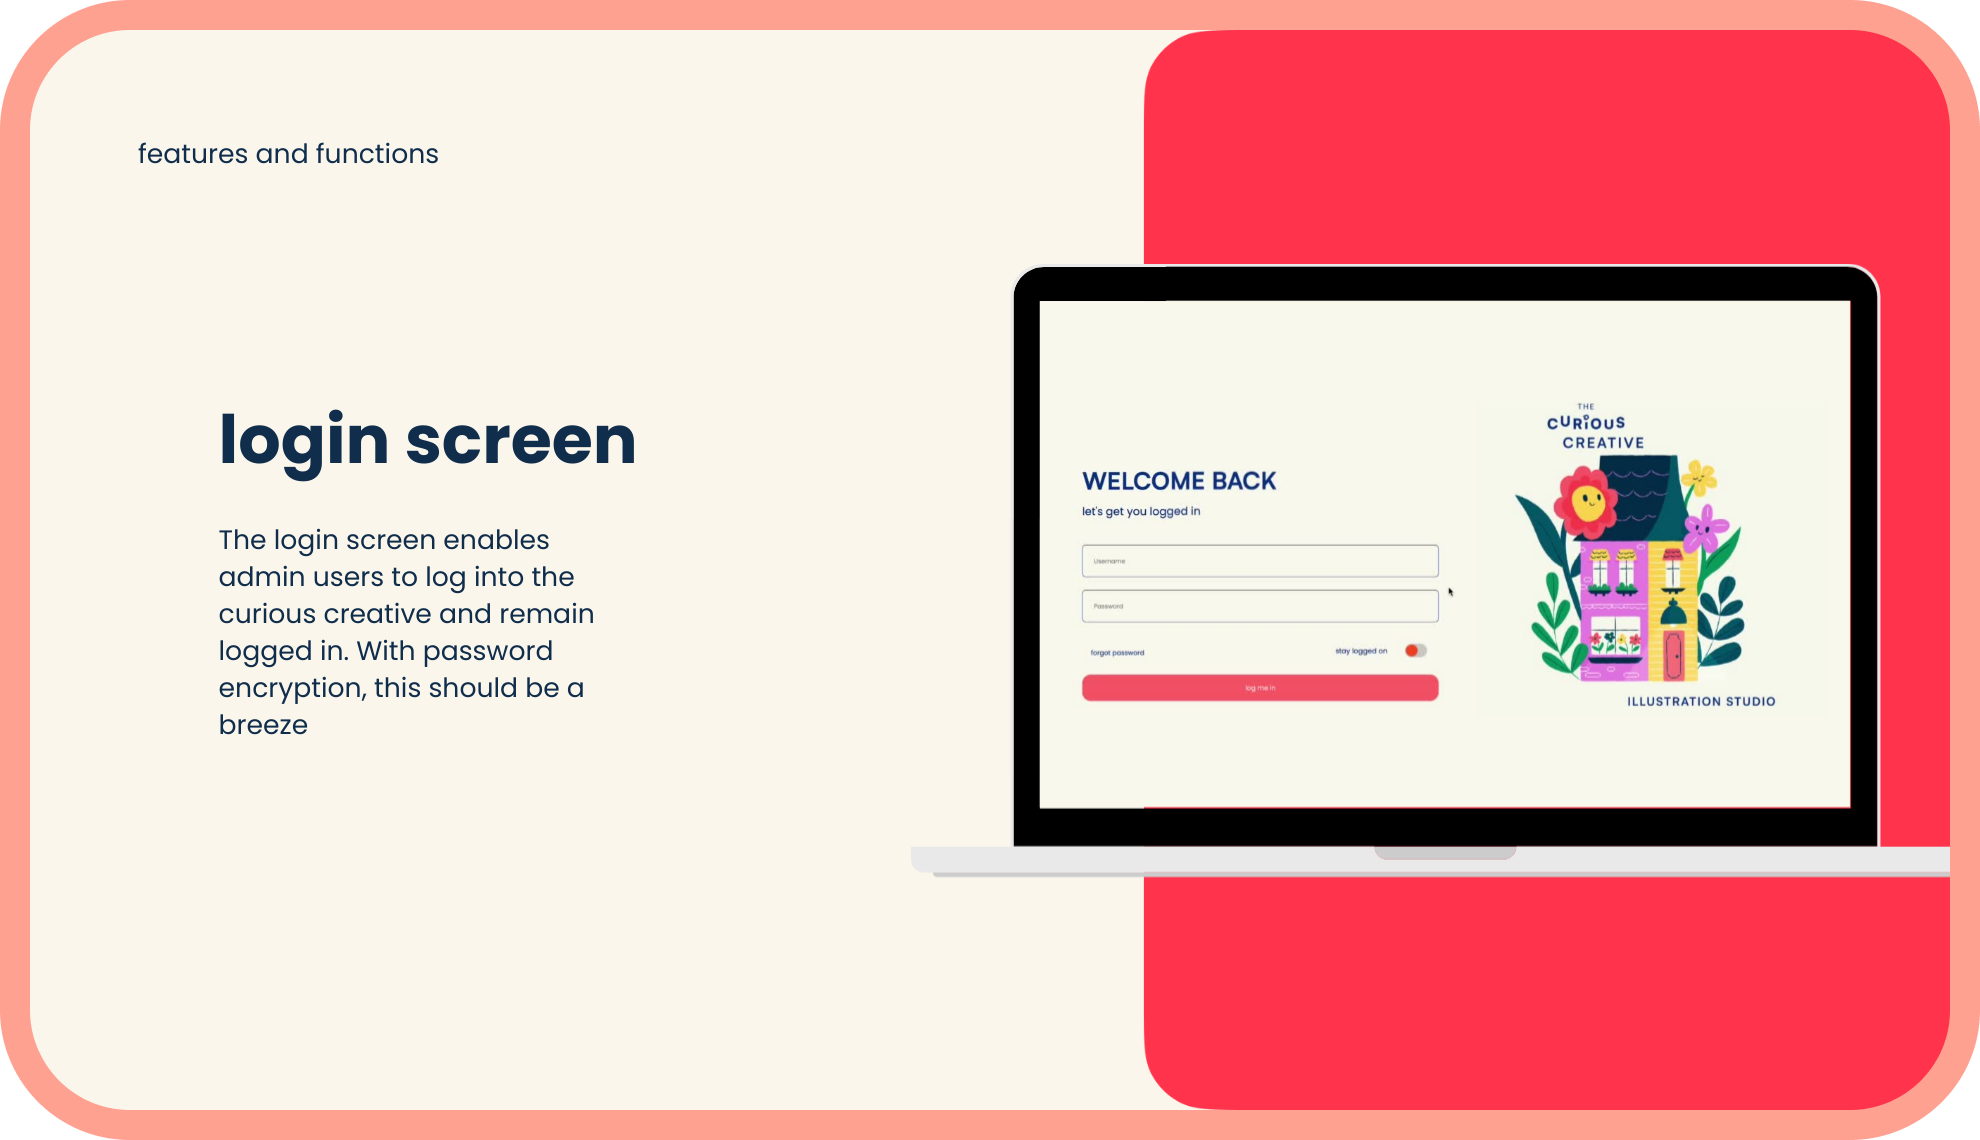 features and functions
login screen
The login screen enables
admin users to log into the
curious creative and remain
logged in. With password
encryption, this should be a
breeze
WELCOME BACK
let's get you logged in
Username
Password
forgot password
stay logged on
log me in
THE
CURiOUS
CREATIVE
ILLUSTRATION STUDIO